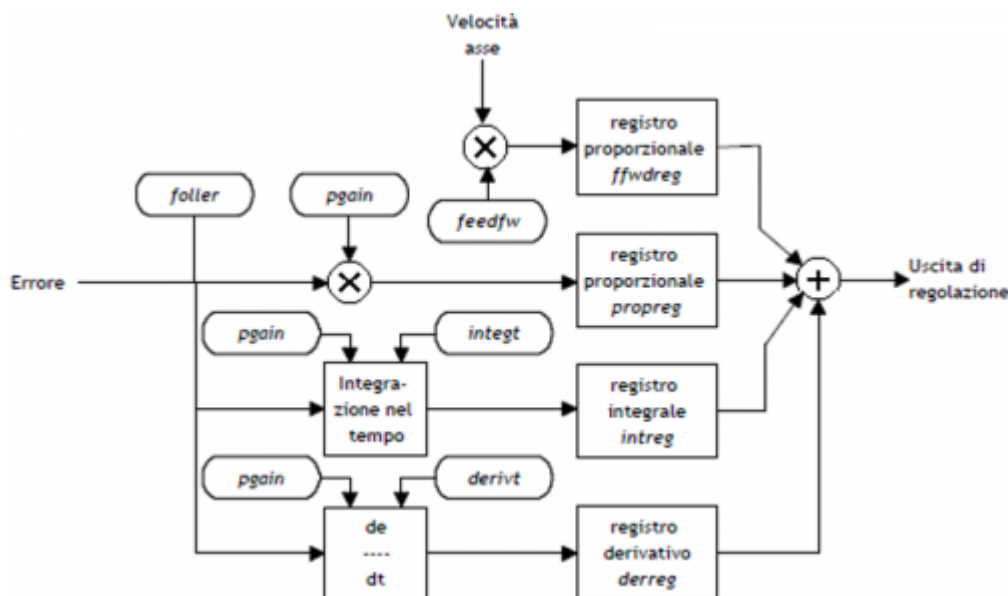 Velocità
asse
registro
proporzionale
ffwdreg
foller
pgain
feedfw
Errore
registro
proporzionale
propreg
Uscita di
regolazione
pgain
integt
Integra-
zione nel
tempo
registro
integrale
intreg
pgain
derivt
de
----
dt
registro
derivativo
derreg